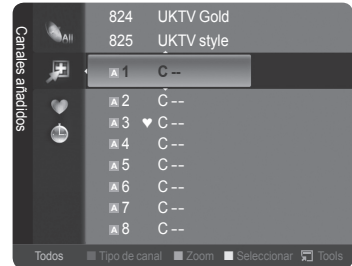 Canales añadidos
All
824 UKTV Gold
825 UKTV style
A 1 C --
A 2 C --
A 3 ♥ C --
A 4 C --
A 5 C --
A 6 C --
A 7 C --
A 8 C --
Todos Tipo de canal Zoom Seleccionar Tools